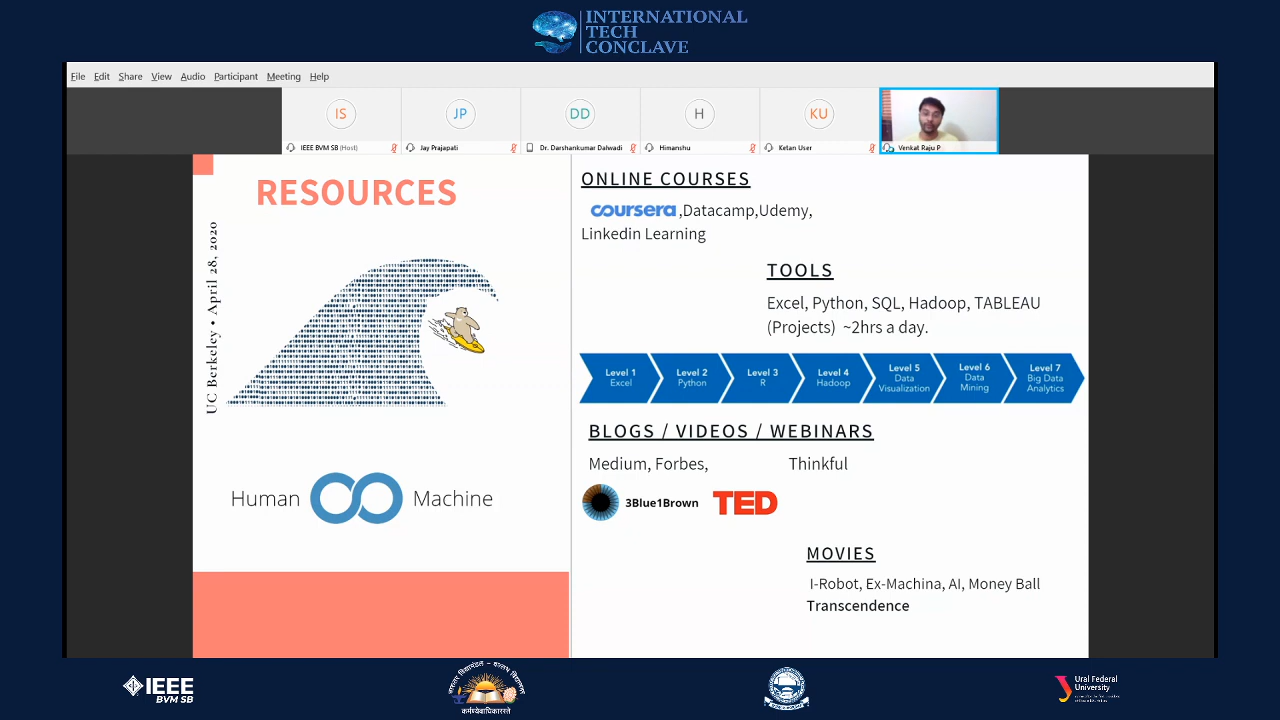 INTERNATIONAL
TECH
CONCLAVE
File Edit Share View Audio Participant Meeting Help
IS JP DD H KU
IEEE BVM SB (Host) Jay Prajapati Dr. Darshankumar Dalwadi Himanshu Ketan User Venkat Raju P
RESOURCES
UC Berkeley • April 28, 2020
Human Machine
ONLINE COURSES
coursera ,Datacamp,Udemy,
Linkedin Learning
TOOLS
Excel, Python, SQL, Hadoop, TABLEAU
(Projects) ~2hrs a day.
Level 1
Excel
Level 2
Python
Level 3
R
Level 4
Hadoop
Level 5
Data
Visualization
Level 6
Data
Mining
Level 7
Big Data
Analytics
BLOGS / VIDEOS / WEBINARS
Medium, Forbes, Thinkful
3Blue1Brown TED
MOVIES
I-Robot, Ex-Machina, AI, Money Ball
Transcendence
IEEE
BVM SB
कर्मण्येवाधिकारस्ते
Ural Federal
University